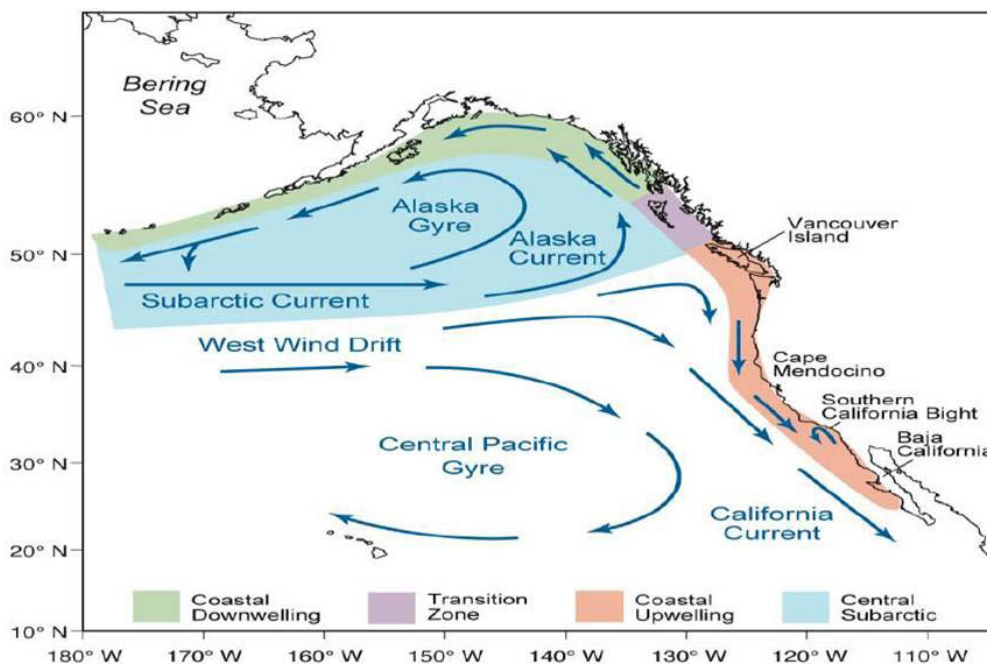 Bering
Sea
60° N
50° N
40° N
30° N
20° N
10° N
Alaska
Gyre
Alaska
Current
Subarctic Current
West Wind Drift
Central Pacific
Gyre
California
Current
Vancouver
Island
Cape
Mendocino
Southern
California Bight
Baja
California
Coastal
Downwelling
Transition
Zone
Coastal
Upwelling
Central
Subarctic
180° W
170° W
160° W
150° W
140° W
130° W
120° W
110° W